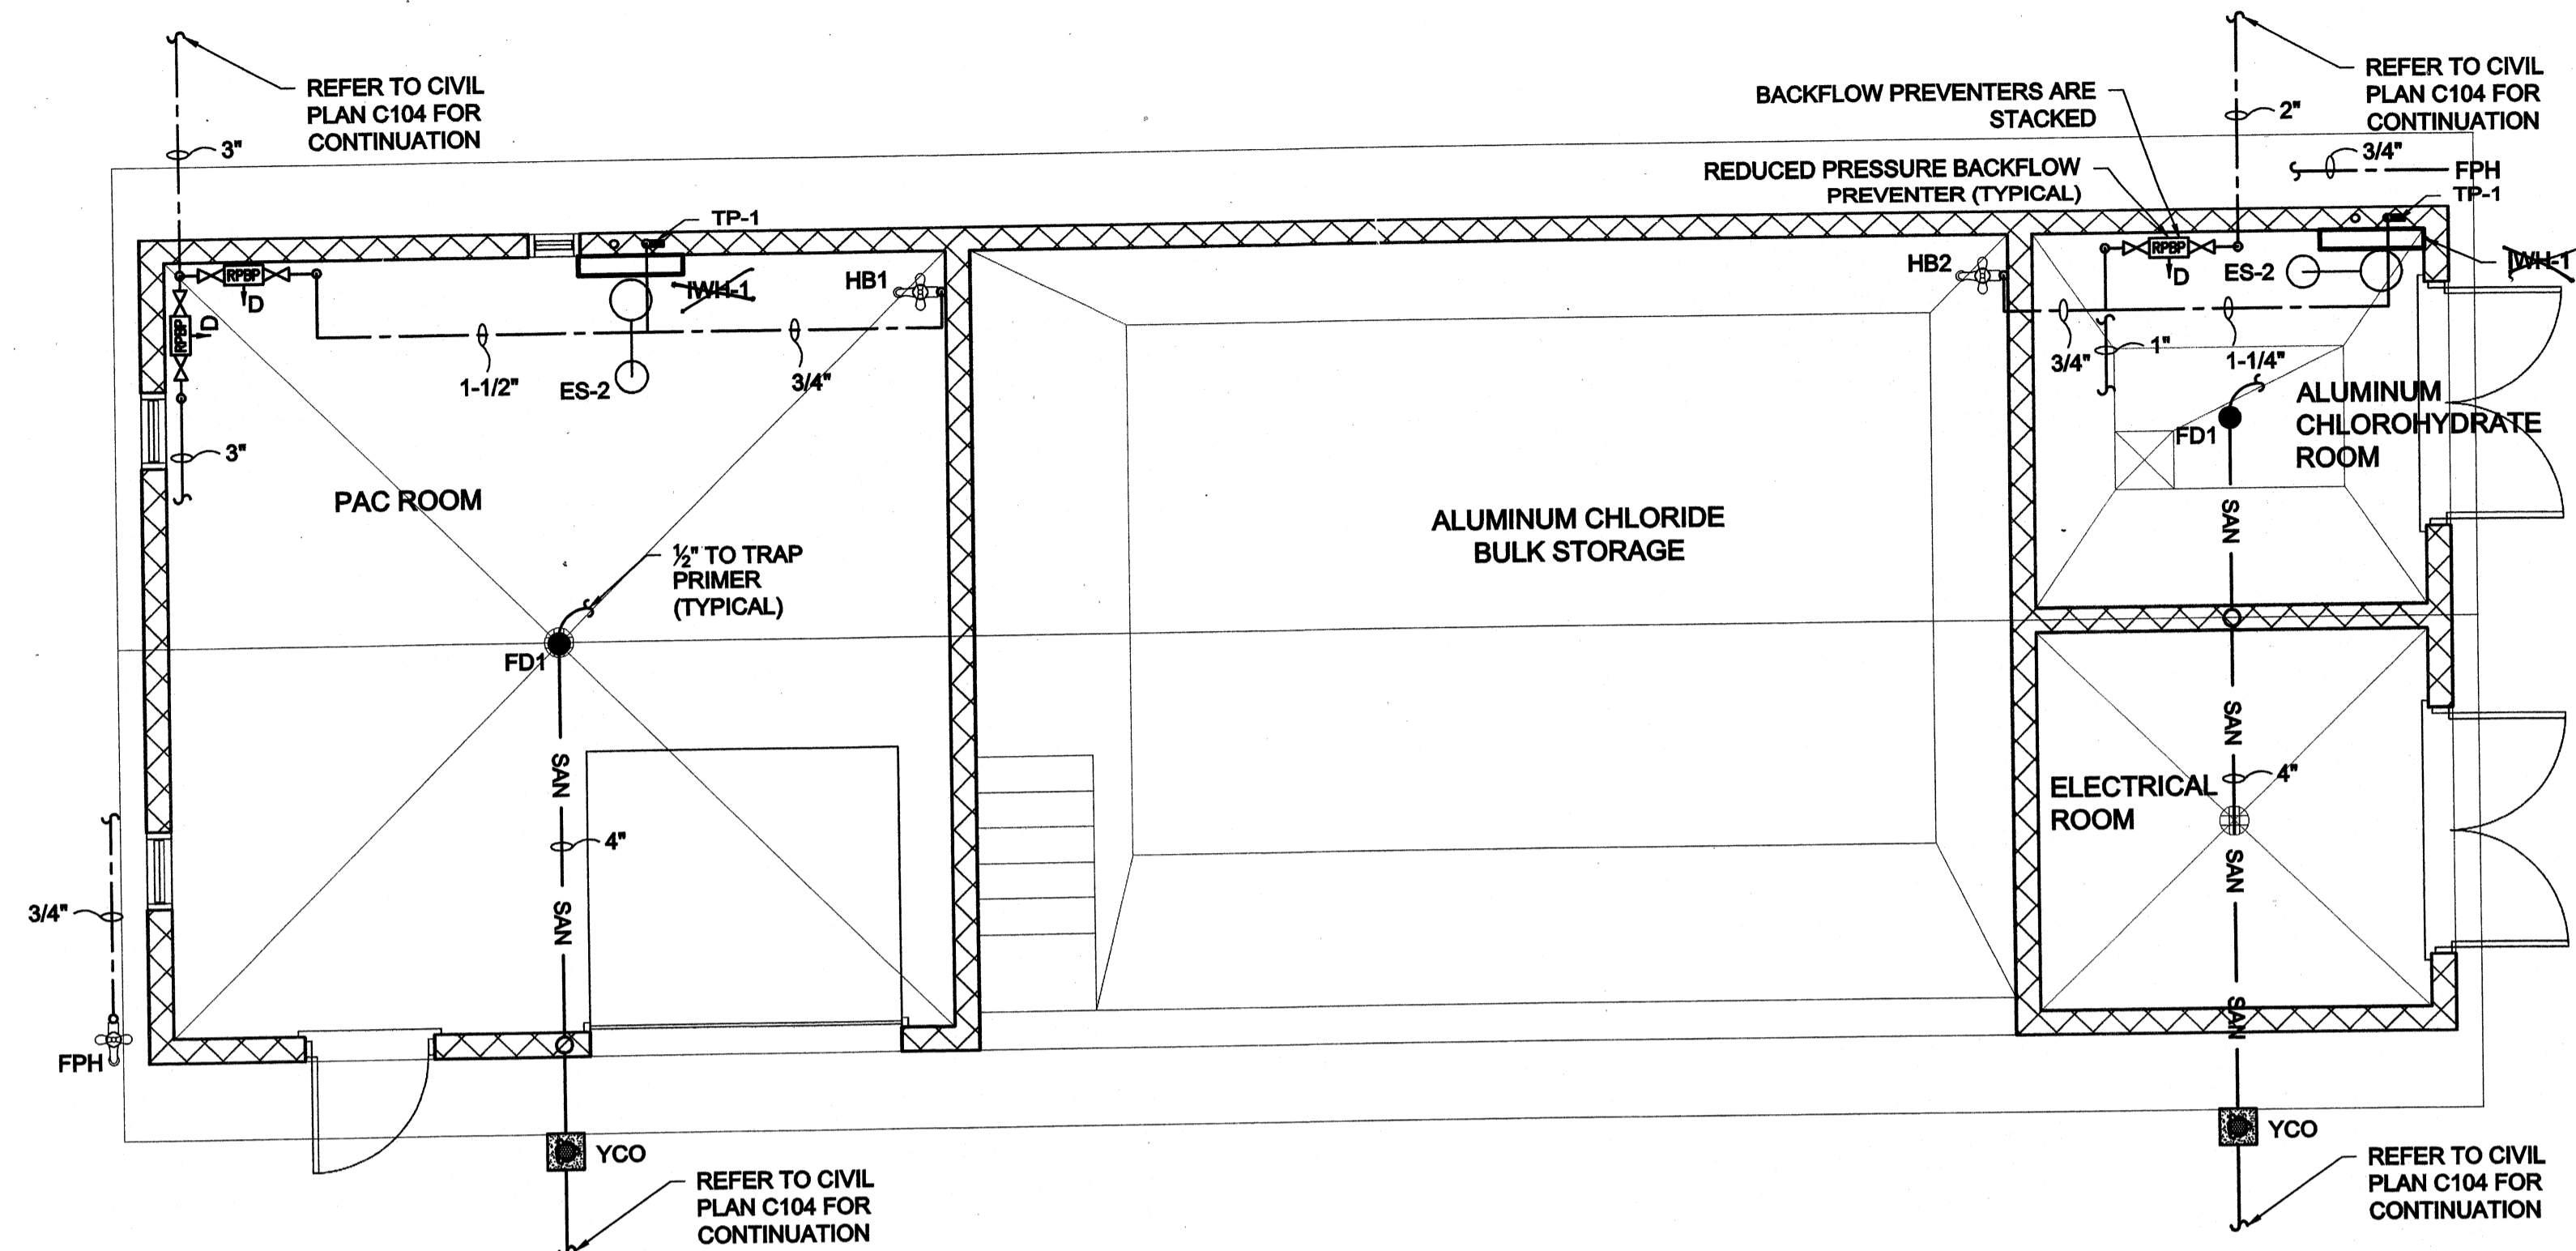 REFER TO CIVIL
PLAN C104 FOR
CONTINUATION
3"
BACKFLOW PREVENTERS ARE
STACKED
REDUCED PRESSURE BACKFLOW
PREVENTER (TYPICAL)
2"
REFER TO CIVIL
PLAN C104 FOR
CONTINUATION
3/4"
FPH
TP-1
TP-1
RPBP
D
RPBP
D
IWH-1
HB1
HB2
RPBP
D
ES-2
IWH-1
1-1/2"
ES-2
3/4"
3/4"
1"
1-1/4"
3"
PAC ROOM
FD1
ALUMINUM
CHLOROHYDRATE
ROOM
ALUMINUM CHLORIDE
BULK STORAGE
SAN
½" TO TRAP
PRIMER
(TYPICAL)
FD1
SAN
SAN
4"
ELECTRICAL
ROOM
4"
SAN
SAN
3/4"
SAN
FPH
YCO
YCO
REFER TO CIVIL
PLAN C104 FOR
CONTINUATION
REFER TO CIVIL
PLAN C104 FOR
CONTINUATION